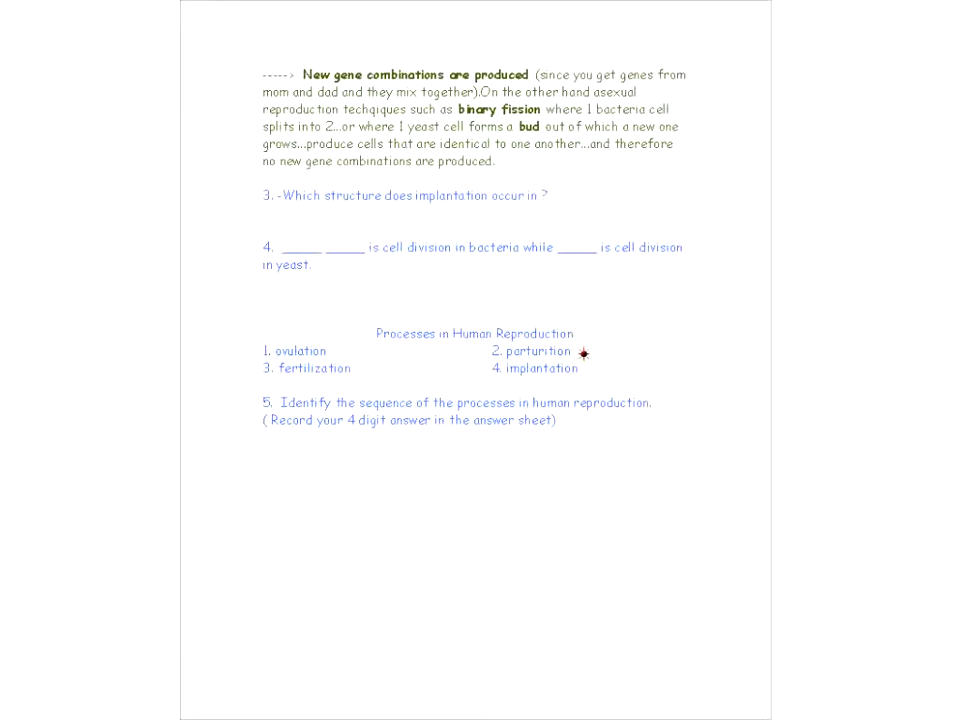 -----> New gene combinations are produced (since you get genes from
mom and dad and they mix together).On the other hand asexual
reproduction techqiques such as binary fission where 1 bacteria cell
splits into 2...or where 1 yeast cell forms a bud out of which a new one
grows...produce cells that are identical to one another...and therefore
no new gene combinations are produced.
3. -Which structure does implantation occur in ?
4. ______ ______ is cell division in bacteria while ______ is cell division
in yeast.
Processes in Human Reproduction
1. ovulation 2. parturition
3. fertilization 4. implantation
5. Identify the sequence of the processes in human reproduction.
( Record your 4 digit answer in the answer sheet)